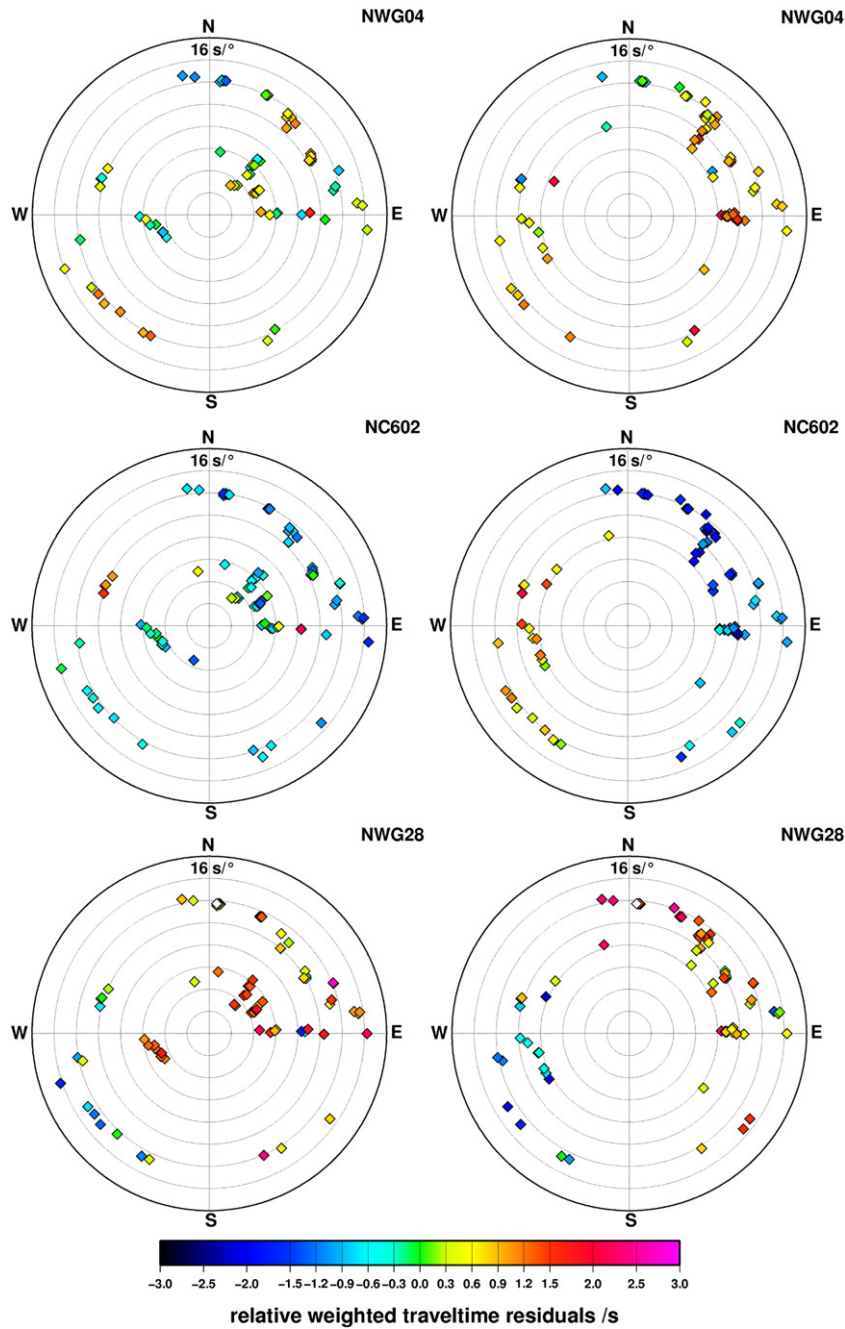 NWG04
N
16 s/°
W
E
S
NWG04
N
16 s/°
W
E
S
NC602
N
16 s/°
W
E
S
NC602
N
16 s/°
W
E
S
NWG28
N
16 s/°
W
E
S
NWG28
N
16 s/°
W
E
S
−3.0 −2.5 −2.0 −1.5 −1.2 −0.9 −0.6 −0.3 0.0 0.3 0.6 0.9 1.2 1.5 2.0 2.5 3.0
relative weighted traveltime residuals /s